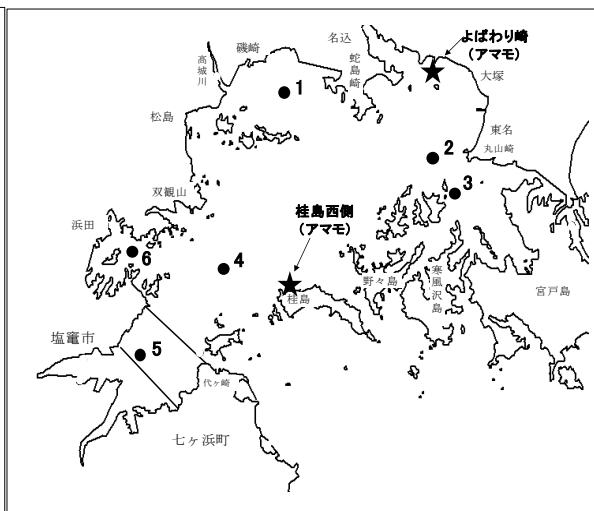 名込
よばわり崎
（アマモ）
磯崎
高城川
蛇島崎
大塚
1
松島
東名
丸山崎
2
3
双観山
桂島西側
（アマモ）
浜田
6
4
野々島
寒風沢島
宮戸島
桂島
塩竈市
5
代ヶ崎
七ヶ浜町